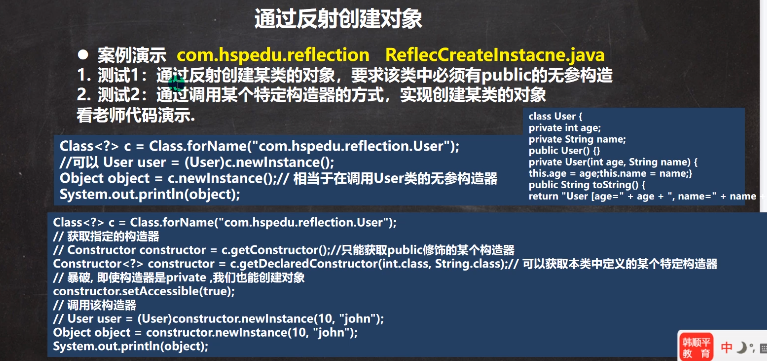 通过反射创建对象
● 案例演示 com.hspedu.reflection ReflecCreateInstacne.java
1. 测试1：通过反射创建某类的对象，要求该类中必须有public的无参构造
2. 测试2：通过调用某个特定构造器的方式，实现创建某类的对象
看老师代码演示.
class User {
private int age;
private String name;
public User() {}
private User(int age, String name) {
this.age = age;this.name = name;}
public String toString() {
return "User [age=" + age + ", name=" + name +
Class<?> c = Class.forName("com.hspedu.reflection.User");
//可以 User user = (User)c.newInstance();
Object object = c.newInstance();// 相当于在调用User类的无参构造器
System.out.println(object);
Class<?> c = Class.forName("com.hspedu.reflection.User");
// 获取指定的构造器
// Constructor constructor = c.getConstructor();//只能获取public修饰的某个构造器
Constructor<?> constructor = c.getDeclaredConstructor(int.class, String.class);// 可以获取本类中定义的某个特定构造器
// 暴破, 即使构造器是private ,我们也能创建对象
constructor.setAccessible(true);
// 调用该构造器
// User user = (User)constructor.newInstance(10, "john");
Object object = constructor.newInstance(10, "john");
System.out.println(object);
韩顺平
教育
中